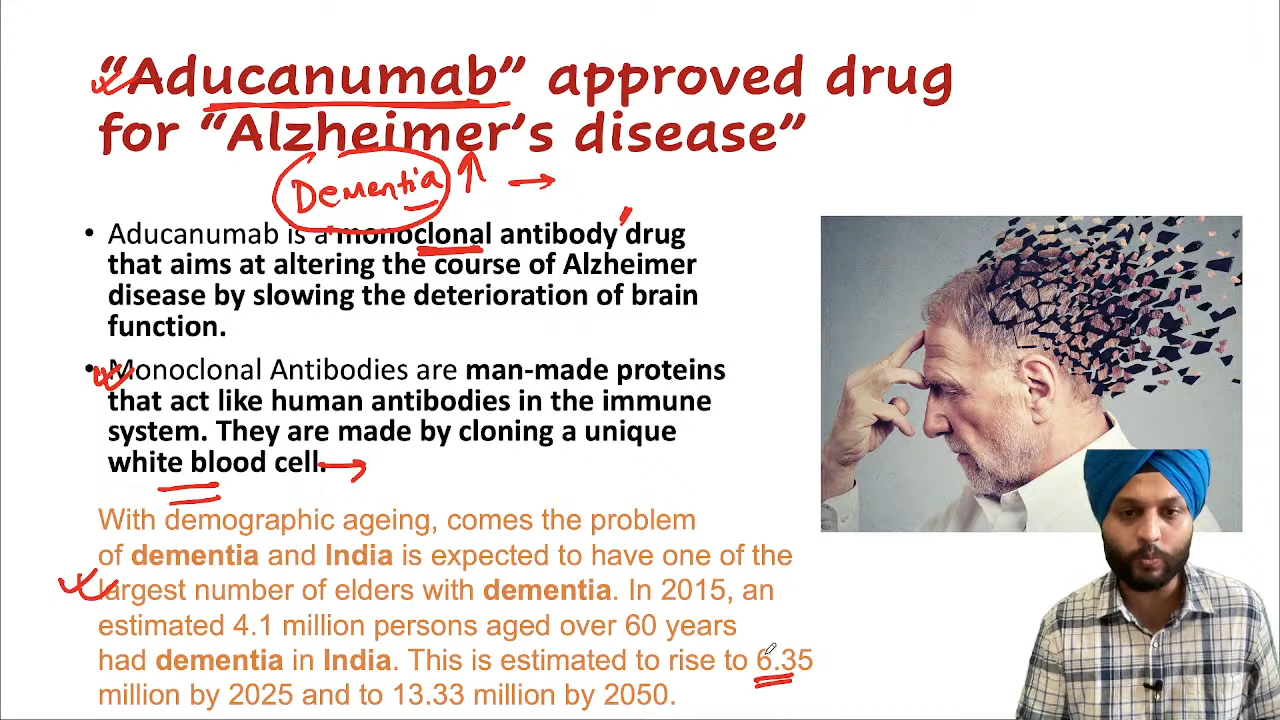 “Aducanumab” approved drug
for “Alzheimer’s disease”
Dementia
• Aducanumab is a monoclonal antibody drug
that aims at altering the course of Alzheimer
disease by slowing the deterioration of brain
function.
• Monoclonal Antibodies are man-made proteins
that act like human antibodies in the immune
system. They are made by cloning a unique
white blood cell.
With demographic ageing, comes the problem
of dementia and India is expected to have one of the
largest number of elders with dementia. In 2015, an
estimated 4.1 million persons aged over 60 years
had dementia in India. This is estimated to rise to 6.35
million by 2025 and to 13.33 million by 2050.